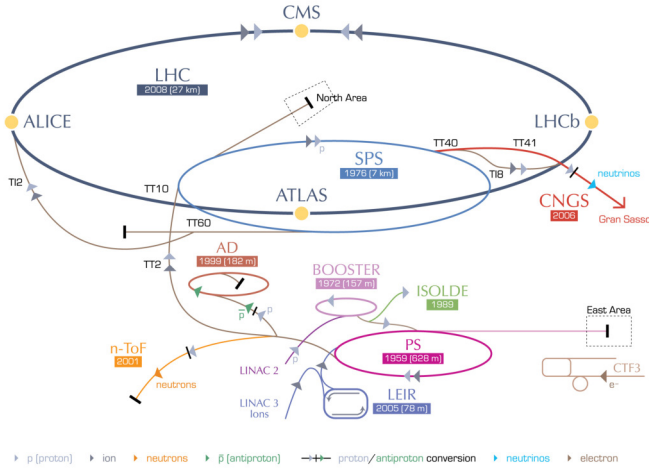 CMS
LHC
2008 (27 km)
North Area
ALICE
LHCb
TT40
TT41
SPS
1976 (7 km)
TI8
neutrinos
TI2
TT10
ATLAS
CNGS
2006
Gran Sasso
p
TT60
AD
1999 (182 m)
TT2
BOOSTER
1972 (157 m)
ISOLDE
1989
p̅
p
East Area
n-ToF
2001
PS
1959 (628 m)
LINAC 2
p
neutrons
CTF3
e-
LEIR
2005 (78 m)
LINAC 3
Ions
p (proton)
ion
neutrons
p̅ (antiproton)
proton/antiproton conversion
neutrinos
electron